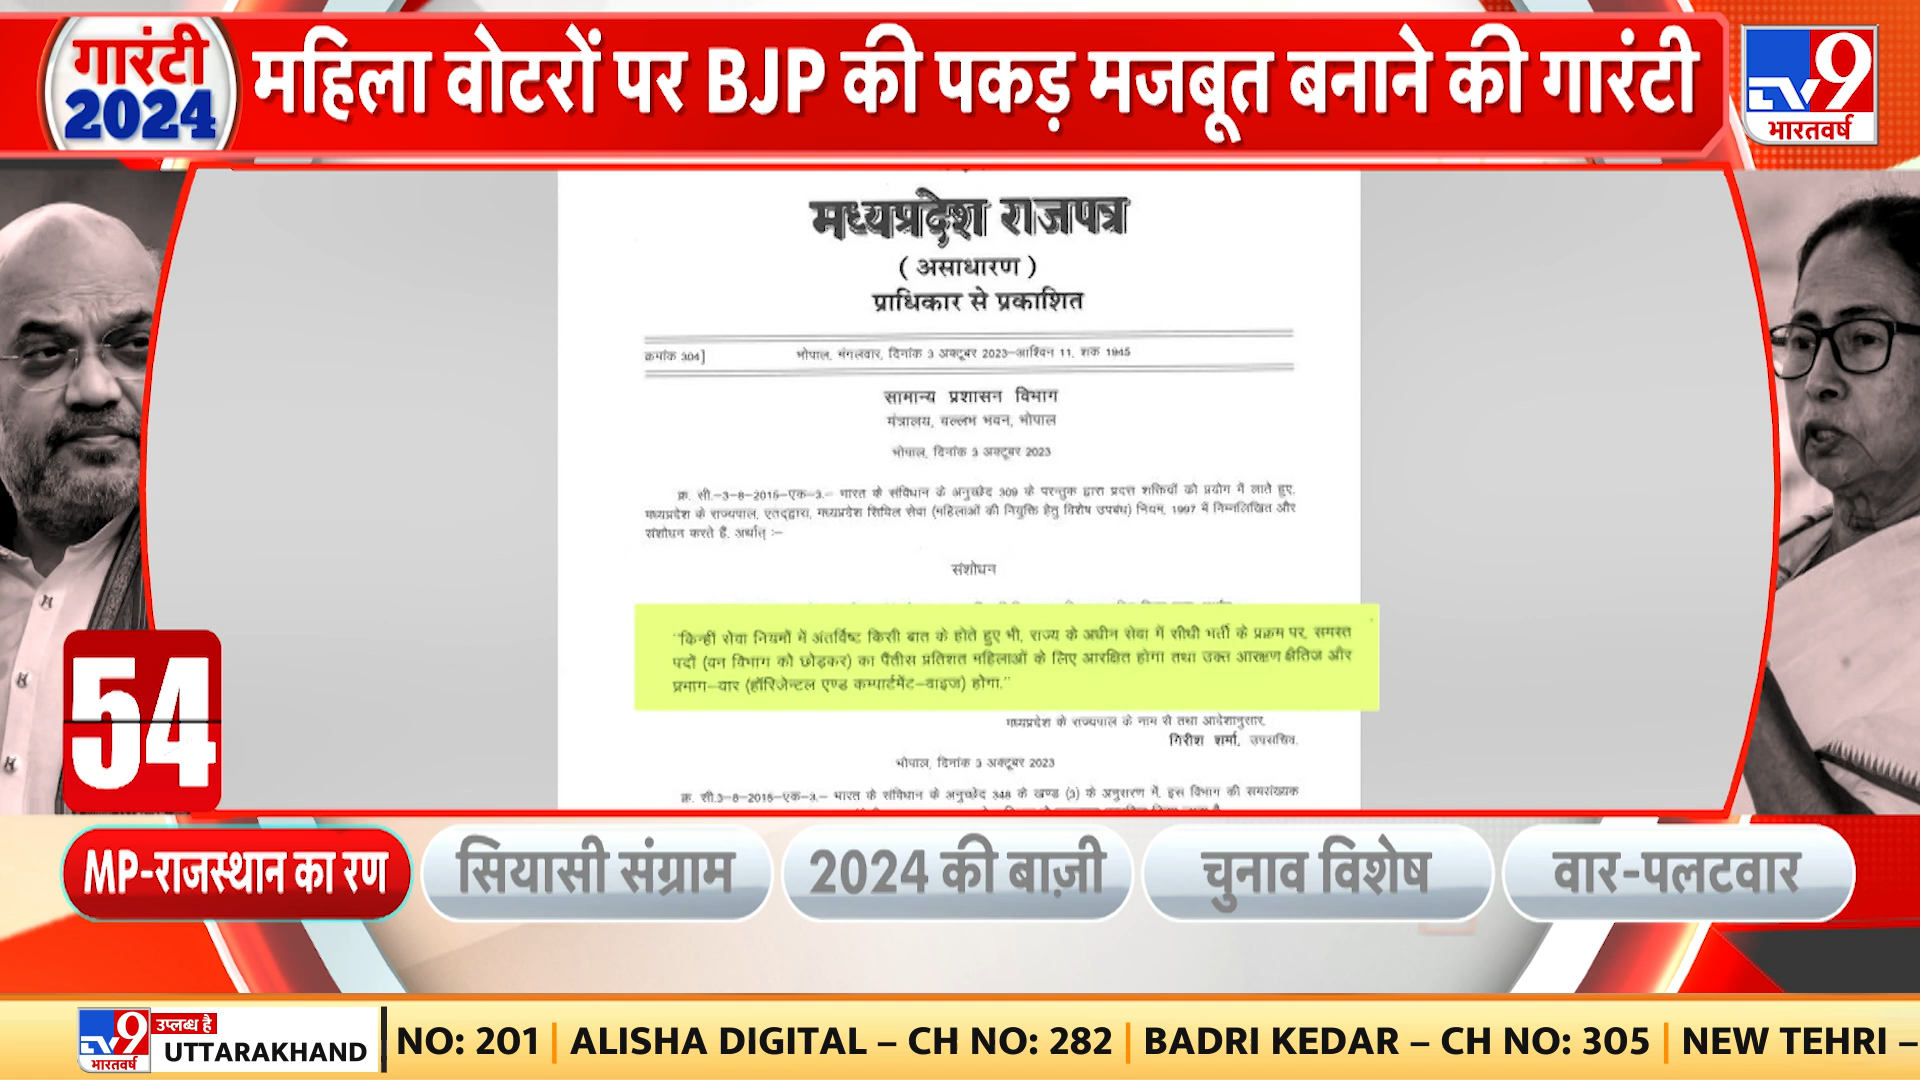 गारंटी
2024
महिला वोटरों पर BJP की पकड़ मजबूत बनाने की गारंटी
TV9
भारतवर्ष
मध्यप्रदेश राजपत्र
( असाधारण )
प्राधिकार से प्रकाशित
क्रमांक 304]
भोपाल, मंगलवार, दिनांक 3 अक्टूबर 2023—आश्विन 11, शक 1945
सामान्य प्रशासन विभाग
मंत्रालय, वल्लभ भवन, भोपाल
भोपाल, दिनांक 3 अक्टूबर 2023
क्र. सी.—3—8—2015—एक—3.— भारत के संविधान के अनुच्छेद 309 के परन्तुक द्वारा प्रदत्त शक्तियों को प्रयोग में लाते हुए,
मध्यप्रदेश के राज्यपाल, एतद्द्वारा, मध्यप्रदेश सिविल सेवा (महिलाओं की नियुक्ति हेतु विशेष उपबंध) नियम, 1997 में निम्नलिखित और
संशोधन करते हैं, अर्थात् :—
संशोधन
"किन्हीं सेवा नियमों में अंतर्विष्ट किसी बात के होते हुए भी, राज्य के अधीन सेवा में सीधी भर्ती के प्रक्रम पर, समस्त
पदों (वन विभाग को छोड़कर) का पैंतीस प्रतिशत महिलाओं के लिए आरक्षित होगा तथा उक्त आरक्षण क्षैतिज और
प्रभाग—वार (हॉरिजेन्टल एण्ड कम्पार्टमेंट—वाइज) होगा."
मध्यप्रदेश के राज्यपाल के नाम से तथा आदेशानुसार,
गिरीश शर्मा, उपसचिव.
भोपाल, दिनांक 3 अक्टूबर 2023
क्र. सी.3—8—2015—एक—3.— भारत के संविधान के अनुच्छेद 348 के खण्ड (3) के अनुसरण में, इस विभाग की समसंख्यक
54
MP-राजस्थान का रण
सियासी संग्राम
2024 की बाज़ी
चुनाव विशेष
वार-पलटवार
TV9
भारतवर्ष
उप्लब्ध है
UTTARAKHAND
NO: 201 | ALISHA DIGITAL – CH NO: 282 | BADRI KEDAR – CH NO: 305 | NEW TEHRI –